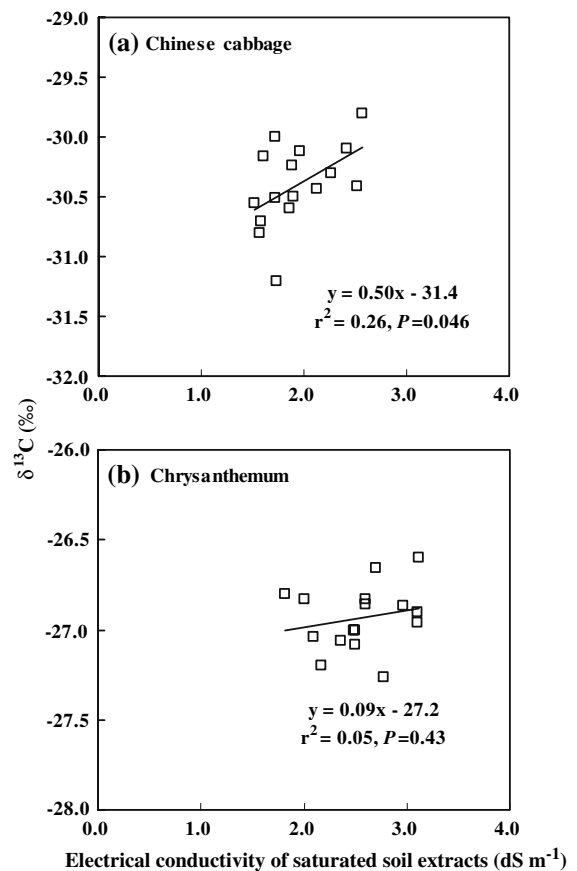 -29.0
(a) Chinese cabbage
-29.5
-30.0
-30.5
-31.0
y = 0.50x - 31.4
-31.5
r² = 0.26, P=0.046
-32.0
0.0 1.0 2.0 3.0 4.0
δ ¹³C (‰)
-26.0
(b) Chrysanthemum
-26.5
-27.0
-27.5
y = 0.09x - 27.2
r² = 0.05, P=0.43
-28.0
0.0 1.0 2.0 3.0 4.0
Electrical conductivity of saturated soil extracts (dS m⁻¹)